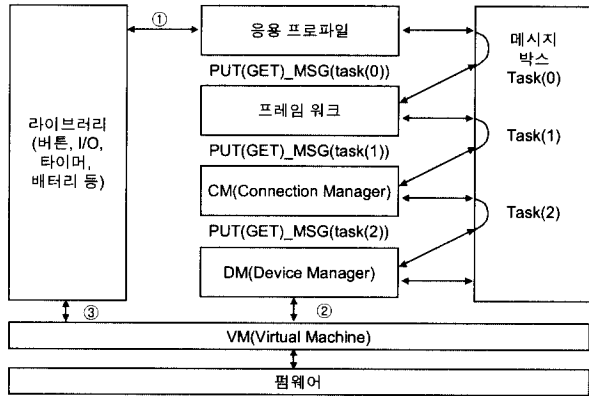 ①
응용 프로파일
PUT(GET)_MSG(task(0))
프레임 워크
PUT(GET)_MSG(task(1))
CM(Connection Manager)
PUT(GET)_MSG(task(2))
DM(Device Manager)
라이브러리
(버튼, I/O,
타이머,
배터리 등)
메시지
박스
Task(0)
Task(1)
Task(2)
③
②
VM(Virtual Machine)
펌웨어